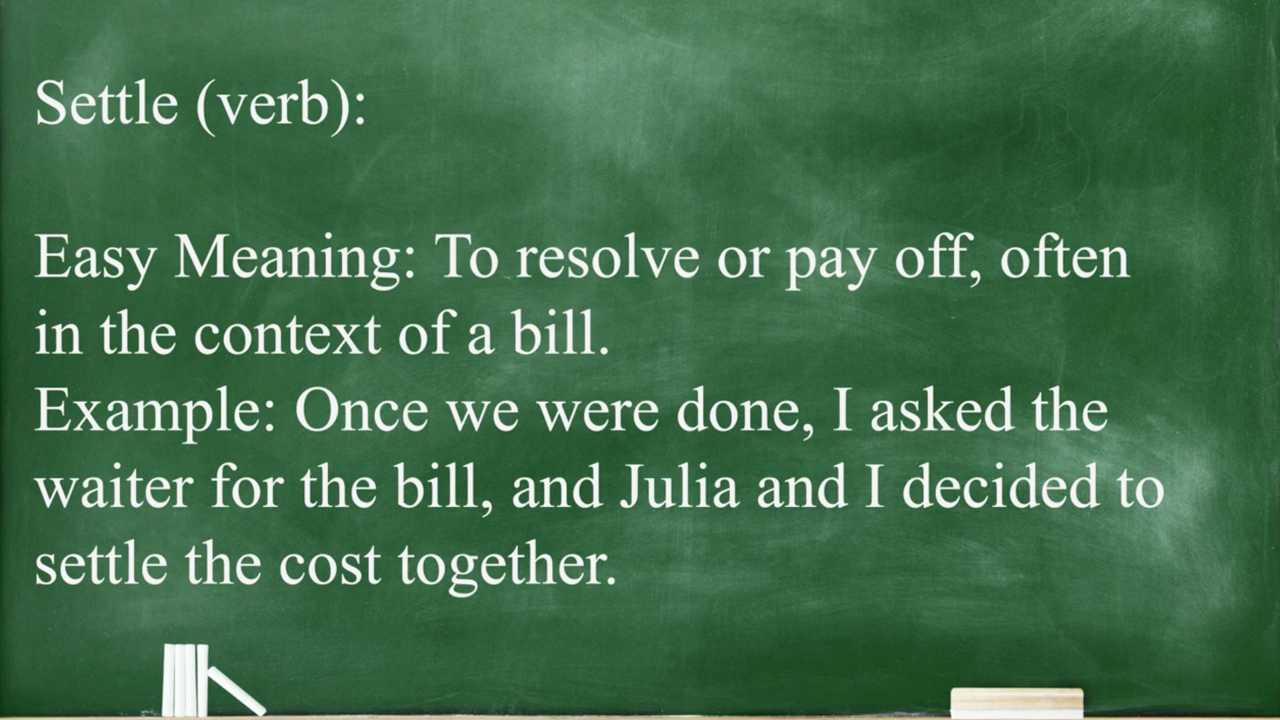 Settle (verb):
Easy Meaning: To resolve or pay off, often
in the context of a bill.
Example: Once we were done, I asked the
waiter for the bill, and Julia and I decided to
settle the cost together.